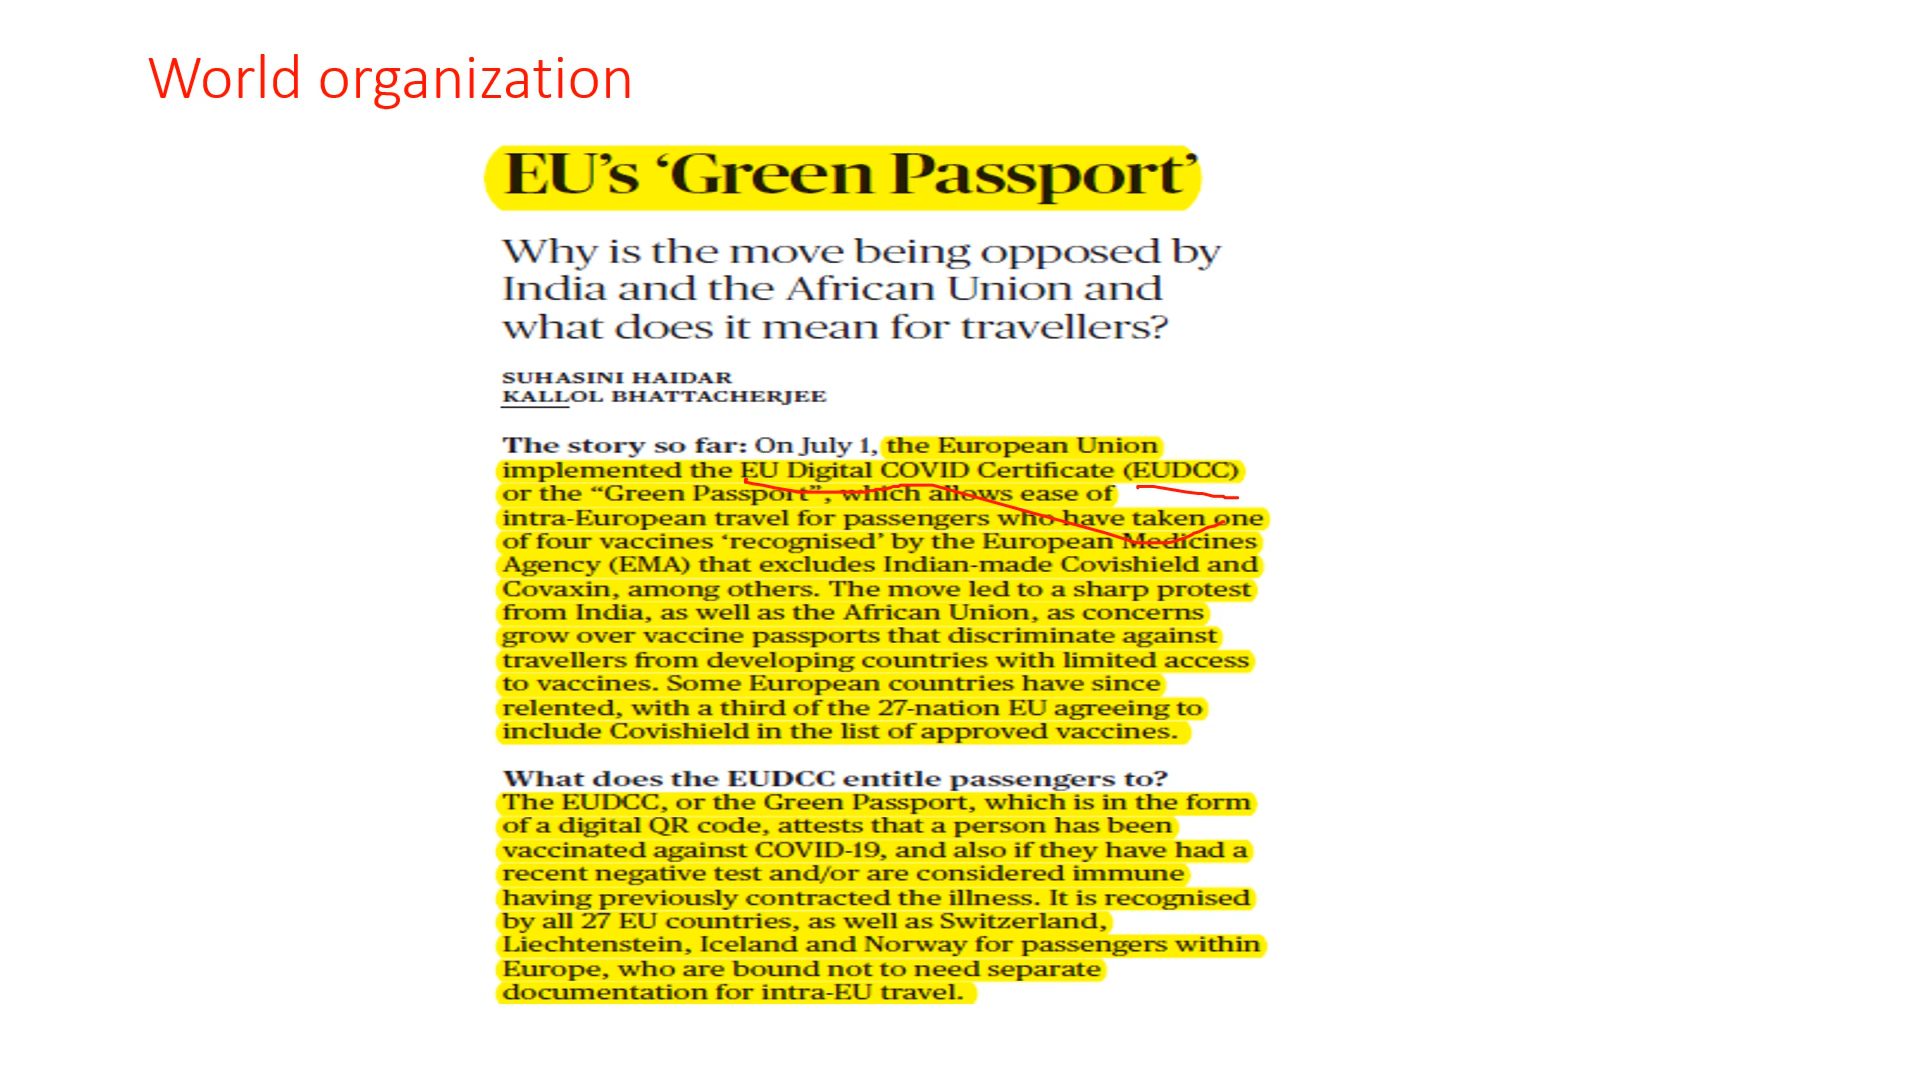 World organization
EU's ‘Green Passport’
Why is the move being opposed by
India and the African Union and
what does it mean for travellers?
SUHASINI HAIDAR
KALLOL BHATTACHERJEE
The story so far: On July 1, the European Union
implemented the EU Digital COVID Certificate (EUDCC)
or the “Green Passport”, which allows ease of
intra-European travel for passengers who have taken one
of four vaccines ‘recognised’ by the European Medicines
Agency (EMA) that excludes Indian-made Covishield and
Covaxin, among others. The move led to a sharp protest
from India, as well as the African Union, as concerns
grow over vaccine passports that discriminate against
travellers from developing countries with limited access
to vaccines. Some European countries have since
relented, with a third of the 27-nation EU agreeing to
include Covishield in the list of approved vaccines.
What does the EUDCC entitle passengers to?
The EUDCC, or the Green Passport, which is in the form
of a digital QR code, attests that a person has been
vaccinated against COVID-19, and also if they have had a
recent negative test and/or are considered immune
having previously contracted the illness. It is recognised
by all 27 EU countries, as well as Switzerland,
Liechtenstein, Iceland and Norway for passengers within
Europe, who are bound not to need separate
documentation for intra-EU travel.